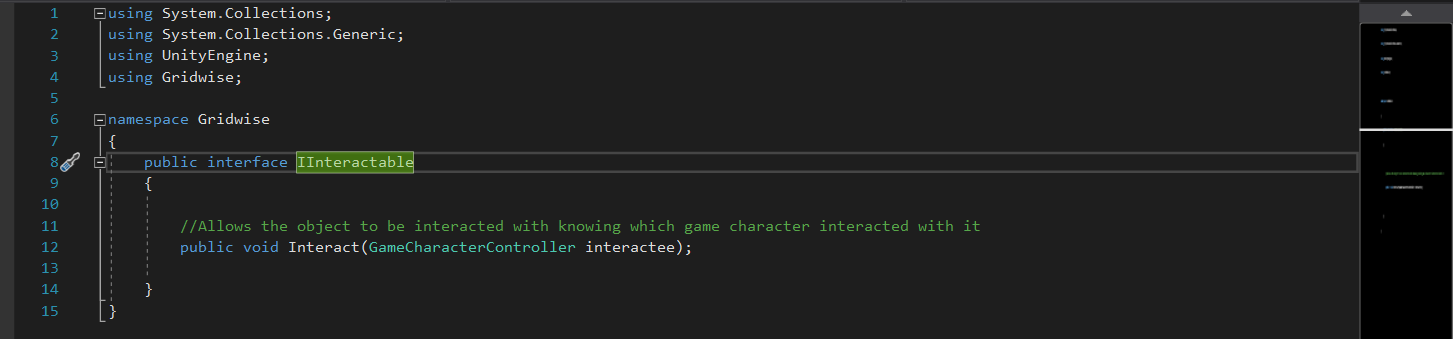 1 using System.Collections;
2 using System.Collections.Generic;
3 using UnityEngine;
4 using Gridwise;
5
6 namespace Gridwise
7 {
8 public interface IInteractable
9 {
10
11 //Allows the object to be interacted with knowing which game character interacted with it
12 public void Interact(GameCharacterController interactee);
13
14 }
15 }